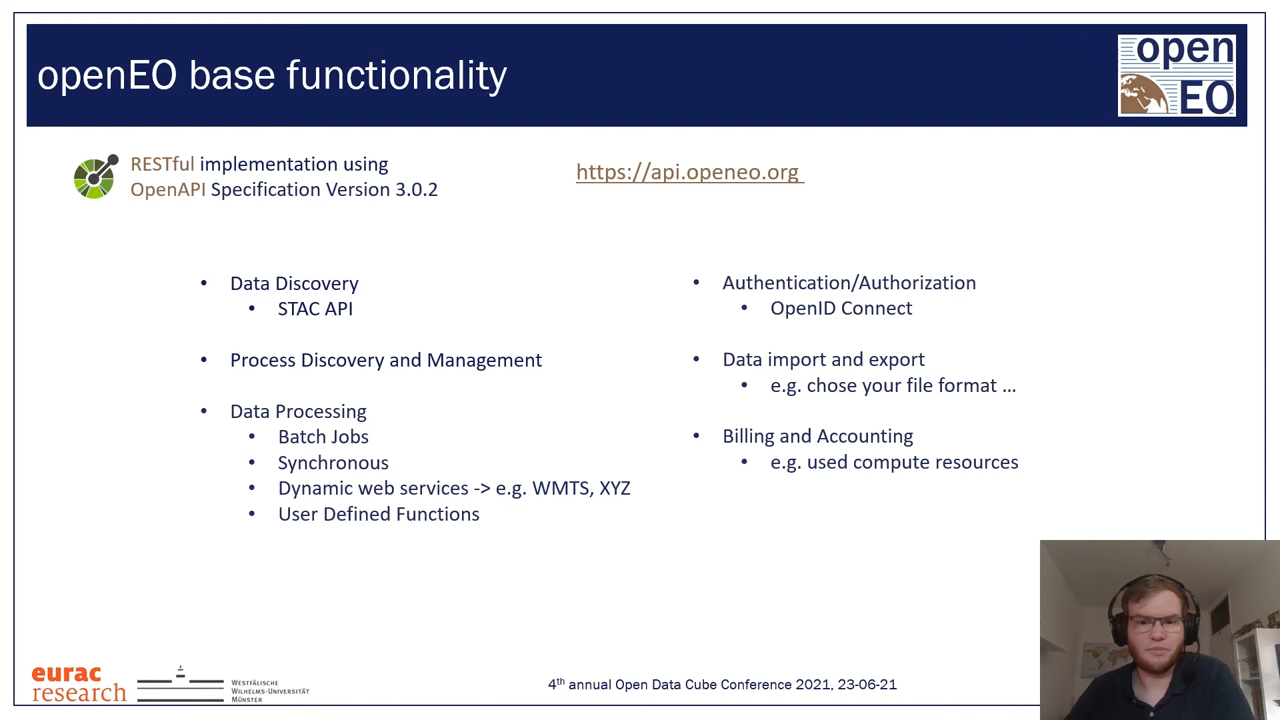 openEO base functionality
open
EO
RESTful implementation using
OpenAPI Specification Version 3.0.2
https://api.openeo.org
• Data Discovery
• STAC API
• Process Discovery and Management
• Data Processing
• Batch Jobs
• Synchronous
• Dynamic web services -> e.g. WMTS, XYZ
• User Defined Functions
• Authentication/Authorization
• OpenID Connect
• Data import and export
• e.g. chose your file format ...
• Billing and Accounting
• e.g. used compute resources
eurac
research
WESTFÄLISCHE
WILHELMS-UNIVERSITÄT
MÜNSTER
4th annual Open Data Cube Conference 2021, 23-06-21